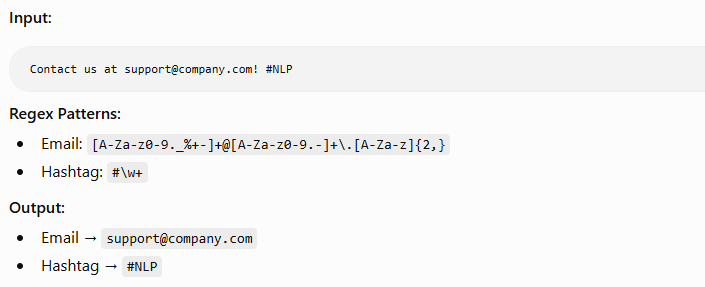 Input:
Contact us at support@company.com! #NLP
Regex Patterns:
• Email: [A-Za-z0-9._%+-]+@[A-Za-z0-9.-]+\.[A-Za-z]{2,}
• Hashtag: #\w+
Output:
• Email → support@company.com
• Hashtag → #NLP